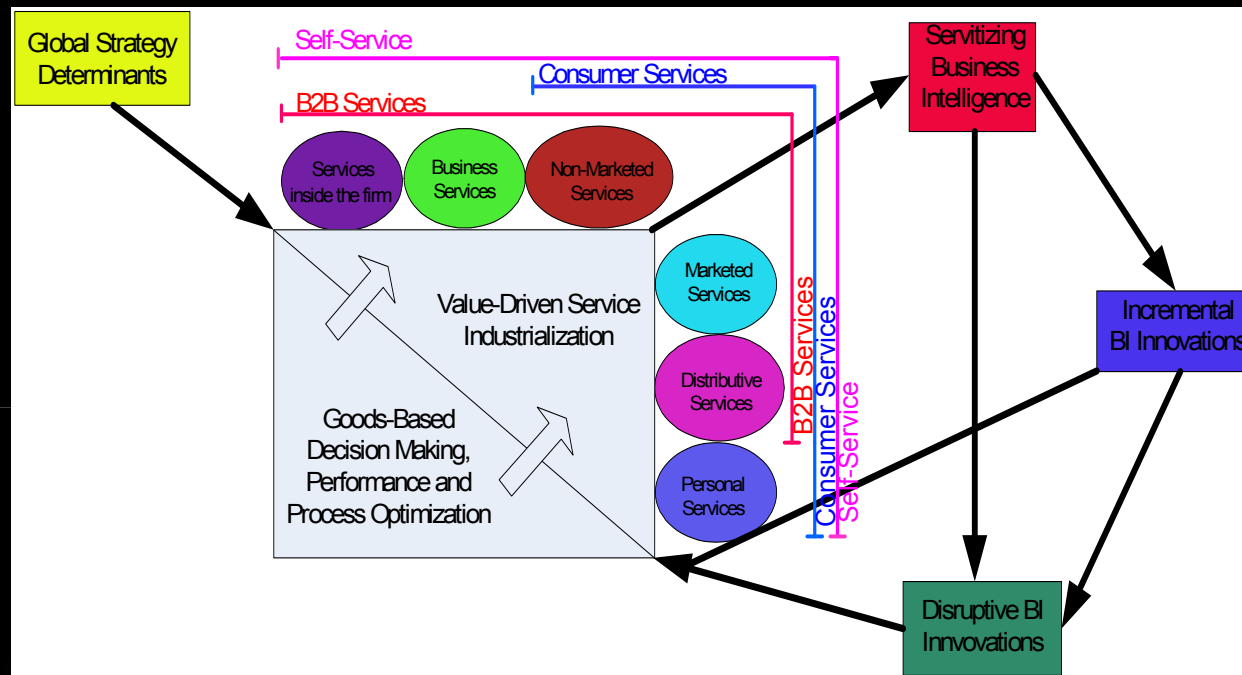 Global Strategy
Determinants
Self-Service
Consumer Services
B2B Services
Servitizing
Business
Intelligence
Services
inside the firm
Business
Services
Non-Marketed
Services
Marketed
Services
Distributive
Services
Personal
Services
B2B Services
Consumer Services
Self-Service
Value-Driven Service
Industrialization
Goods-Based
Decision Making,
Performance and
Process Optimization
Incremental
BI Innovations
Disruptive BI
Innvovations